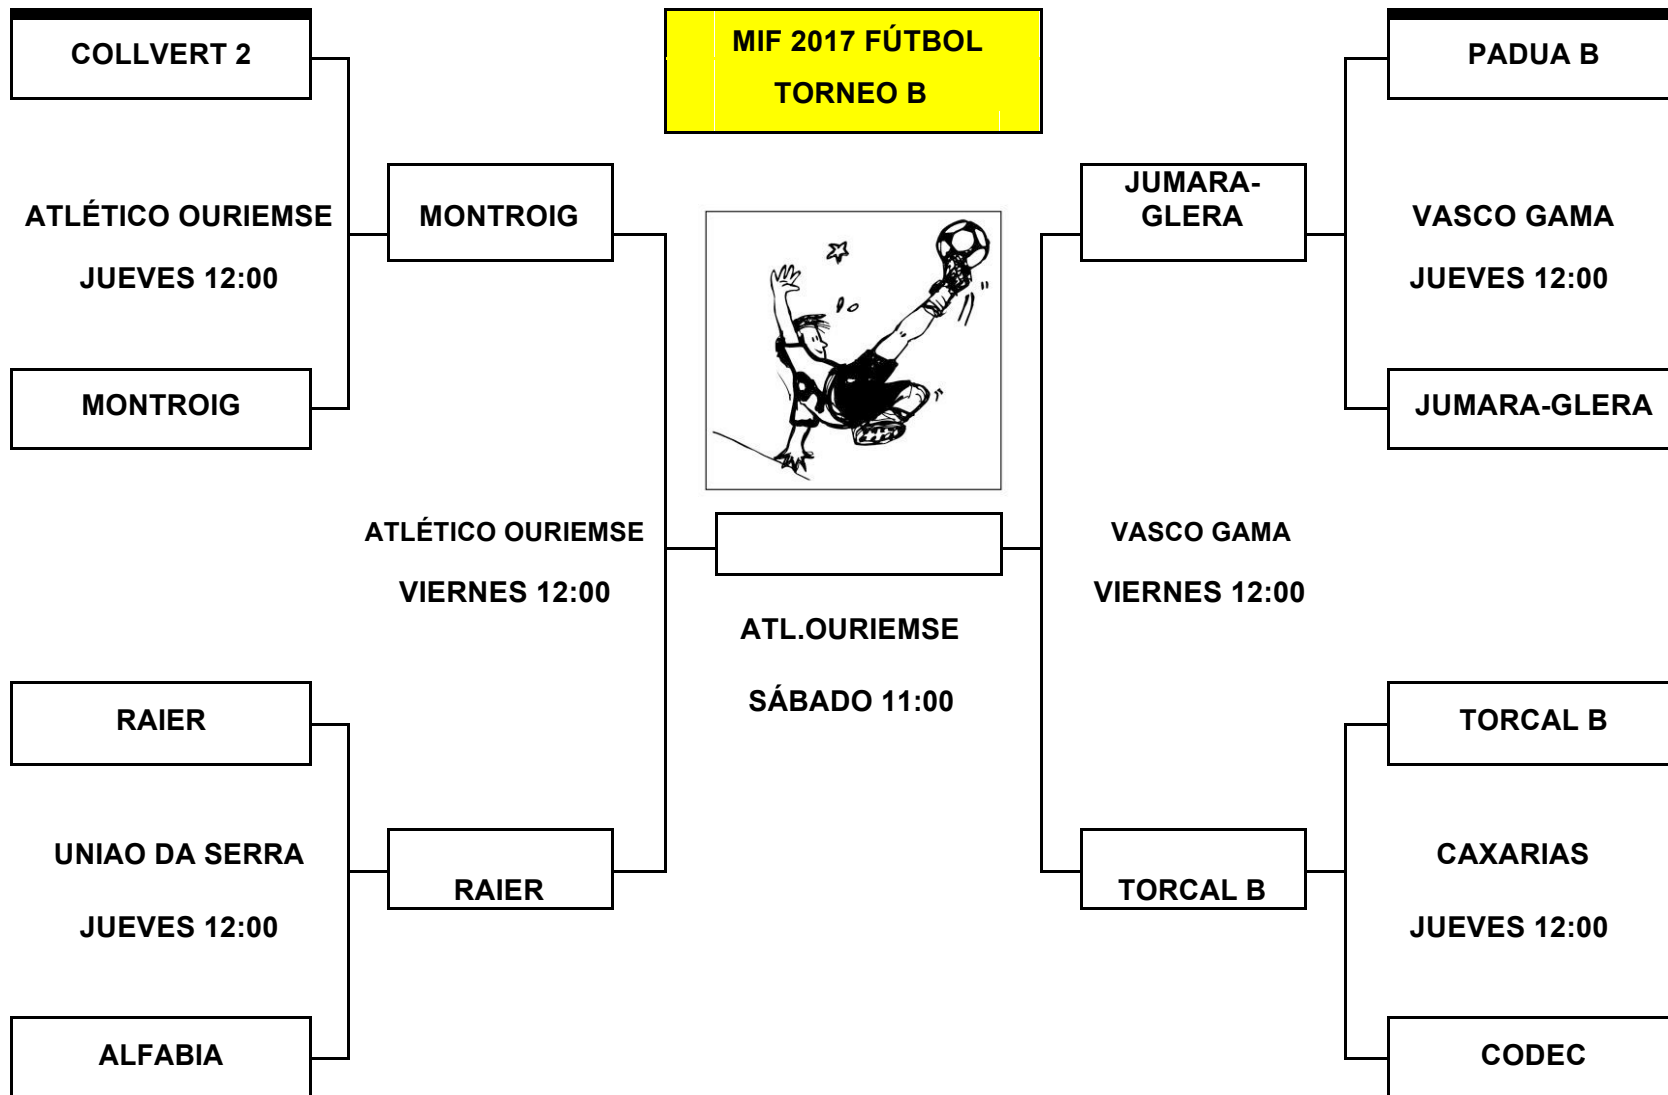 COLLVERT 2
MIF 2017 FÚTBOL
TORNEO B
PADUA B
ATLÉTICO OURIEMSE
JUEVES 12:00
MONTROIG
JUMARA-
GLERA
VASCO GAMA
JUEVES 12:00
MONTROIG
JUMARA-GLERA
ATLÉTICO OURIEMSE
VIERNES 12:00
VASCO GAMA
VIERNES 12:00
ATL.OURIEMSE
SÁBADO 11:00
RAIER
TORCAL B
UNIAO DA SERRA
JUEVES 12:00
RAIER
TORCAL B
CAXARIAS
JUEVES 12:00
ALFABIA
CODEC